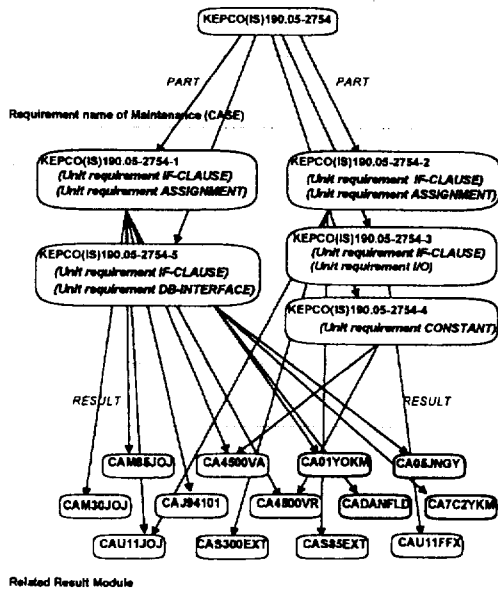 KEPCO(IS)190.05-2754
PART
PART
Requirement name of Maintenance (CASE)
KEPCO(IS)190.05-2754-1
(Unit requirement IF-CLAUSE)
(Unit requirement ASSIGNMENT)
KEPCO(IS)190.05-2754-2
(Unit requirement IF-CLAUSE)
(Unit requirement ASSIGNMENT)
KEPCO(IS)190.05-2754-3
(Unit requirement IF-CLAUSE)
(Unit requirement I/O)
KEPCO(IS)190.05-2754-5
(Unit requirement IF-CLAUSE)
(Unit requirement DB-INTERFACE)
KEPCO(IS)190.05-2754-4
(Unit requirement CONSTANT)
RESULT
RESULT
CAM85JOJ
CA4500VA
CA01YOKM
CA05JNGY
CAM30JOJ
CAJ94101
CA4800VR
CADANFLD
CA7C2YKM
CAU11JOJ
CAS300EXT
CAS85EXT
CAU11FFX
Related Result Module